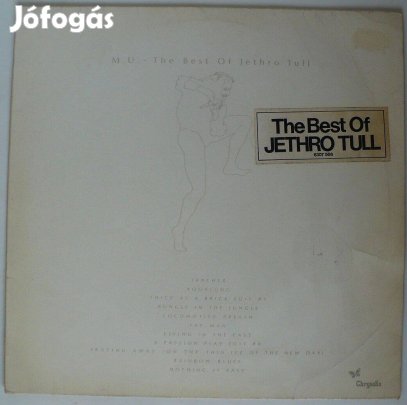 Jófogás
M.U. - The Best Of Jethro Tull
The Best Of
JETHRO TULL
TEACHER
AQUALUNG
THICK AS A BRICK EDIT #1
BUNGLE IN THE JUNGLE
LOCOMOTIVE BREATH
FAT MAN
LIVING IN THE PAST
A PASSION PLAY EDIT #8
SKATING AWAY (ON THE THIN ICE OF THE NEW DAY)
RAINBOW BLUES
NOTHING IS EASY
Chrysalis